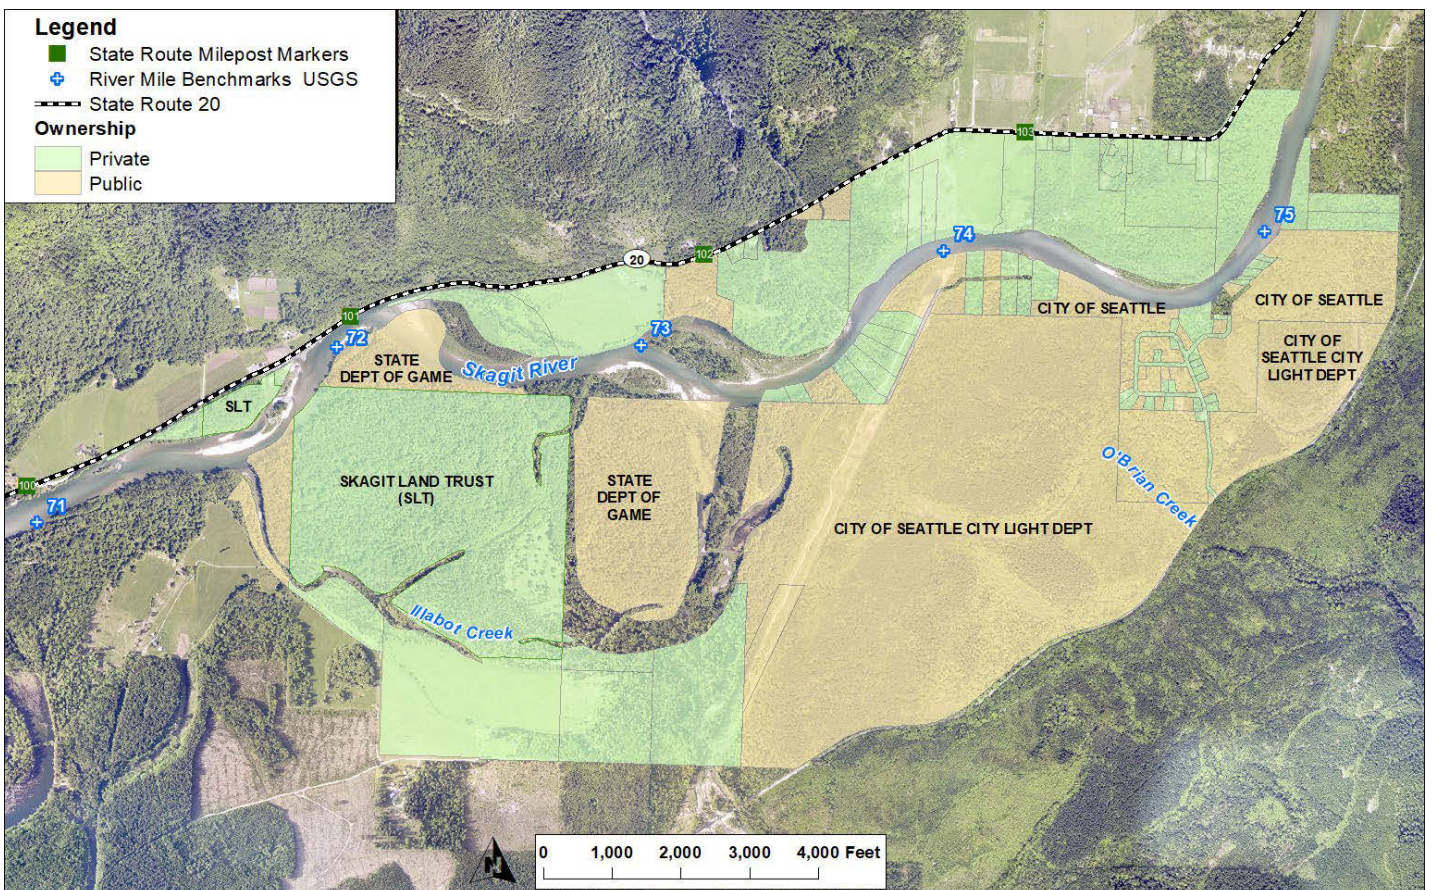 Legend
State Route Milepost Markers
River Mile Benchmarks USGS
State Route 20
Ownership
Private
Public
103
75
74
102
20
CITY OF SEATTLE
CITY OF SEATTLE
101
72
73
CITY OF
SEATTLE CITY
LIGHT DEPT
STATE
DEPT OF GAME
Skagit River
SLT
O'Brian Creek
SKAGIT LAND TRUST
(SLT)
STATE
DEPT OF
GAME
100
71
CITY OF SEATTLE CITY LIGHT DEPT
Illabot Creek
N
0 1,000 2,000 3,000 4,000 Feet